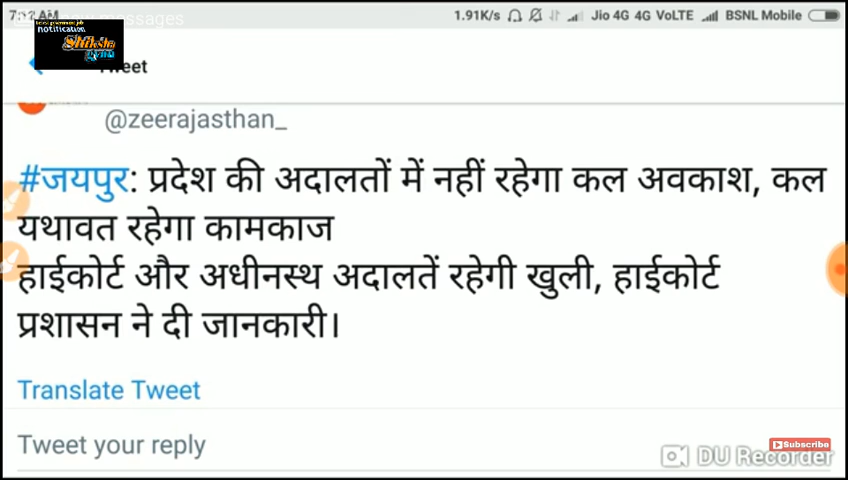 1.91K/s Jio 4G 4G VoLTE BSNL Mobile
notification
Shiksha
Tweet
@zeerajasthan_
#जयपुर: प्रदेश की अदालतों में नहीं रहेगा कल अवकाश, कल
यथावत रहेगा कामकाज
हाईकोर्ट और अधीनस्थ अदालतें रहेगी खुली, हाईकोर्ट
प्रशासन ने दी जानकारी।
Translate Tweet
Tweet your reply
Subscribe
DU Recorder